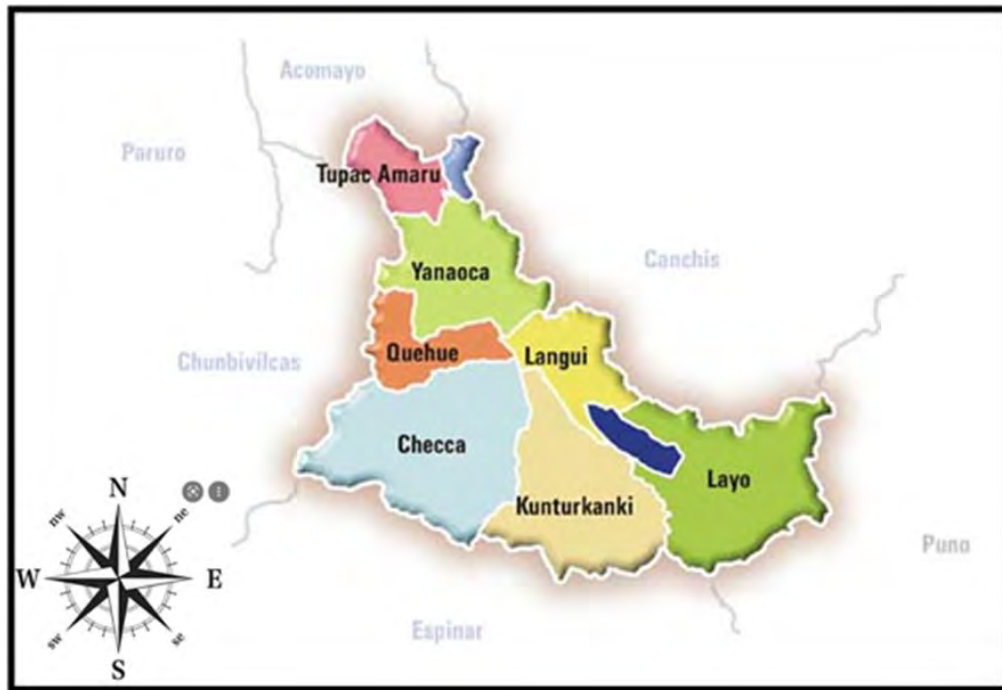 Acomayo
Paruro
Tupac Amaru
Canchis
Yanaoca
Chunbivilcas
Quehue
Langui
Checca
Layo
Kunturkanki
N
nw
ne
W
E
sw
se
S
Puno
Espinar